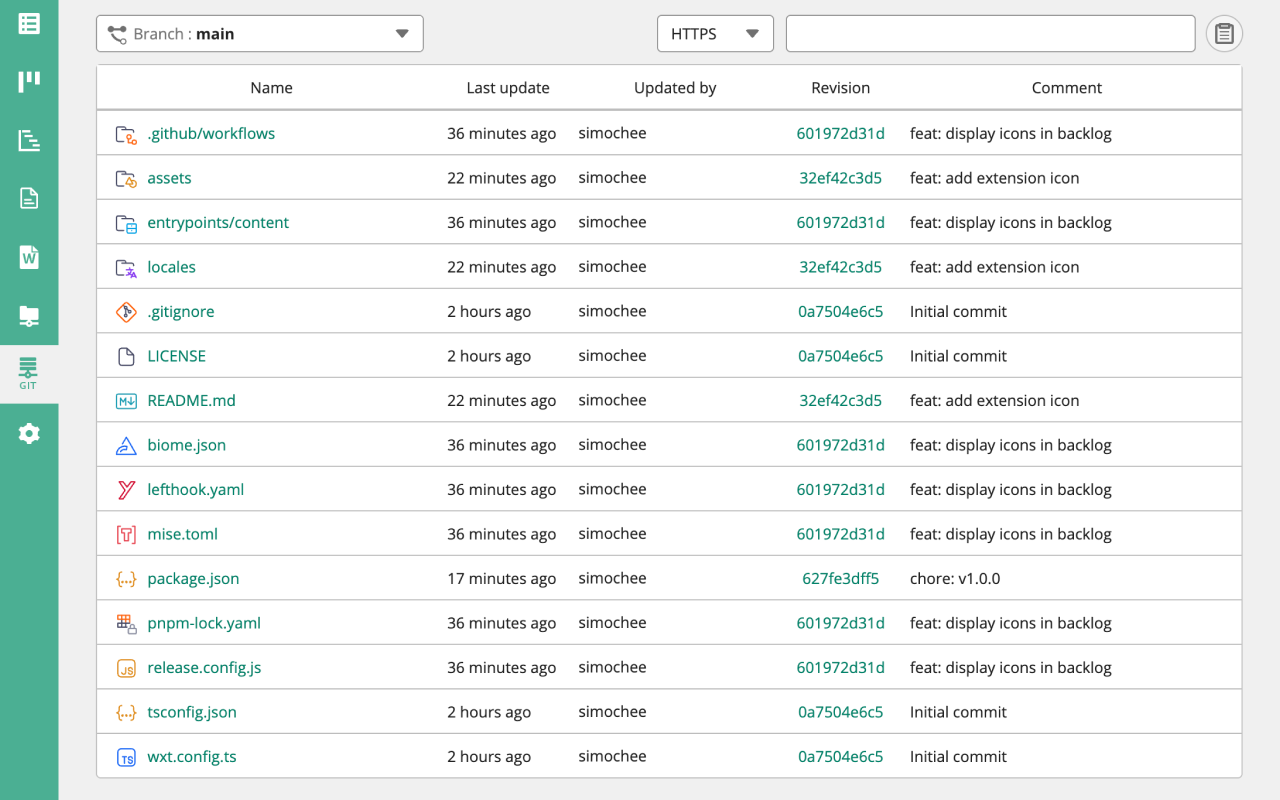 Branch : main
HTTPS
Name Last update Updated by Revision Comment
.github/workflows 36 minutes ago simochee 601972d31d feat: display icons in backlog
assets 22 minutes ago simochee 32ef42c3d5 feat: add extension icon
entrypoints/content 36 minutes ago simochee 601972d31d feat: display icons in backlog
locales 22 minutes ago simochee 32ef42c3d5 feat: add extension icon
.gitignore 2 hours ago simochee 0a7504e6c5 Initial commit
LICENSE 2 hours ago simochee 0a7504e6c5 Initial commit
M README.md 22 minutes ago simochee 32ef42c3d5 feat: add extension icon
biome.json 36 minutes ago simochee 601972d31d feat: display icons in backlog
lefthook.yaml 36 minutes ago simochee 601972d31d feat: display icons in backlog
[T] mise.toml 36 minutes ago simochee 601972d31d feat: display icons in backlog
{...} package.json 17 minutes ago simochee 627fe3dff5 chore: v1.0.0
pnpm-lock.yaml 36 minutes ago simochee 601972d31d feat: display icons in backlog
JS release.config.js 36 minutes ago simochee 601972d31d feat: display icons in backlog
{...} tsconfig.json 2 hours ago simochee 0a7504e6c5 Initial commit
TS wxt.config.ts 2 hours ago simochee 0a7504e6c5 Initial commit
W
GIT